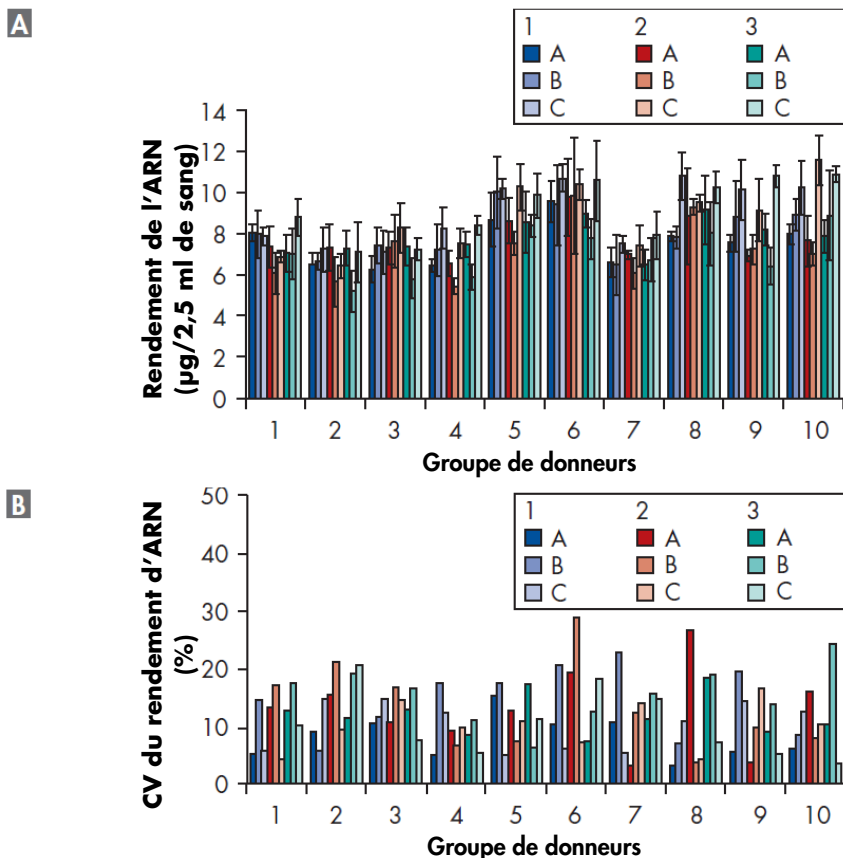 A
1 2 3
A A A
B B B
C C C
14
12
10
8
6
4
2
0
Rendement de l'ARN
(µg/2,5 ml de sang)
1 2 3 4 5 6 7 8 9 10
Groupe de donneurs
B
1 2 3
A A A
B B B
C C C
50
40
30
20
10
0
CV du rendement d'ARN
(%)
1 2 3 4 5 6 7 8 9 10
Groupe de donneurs